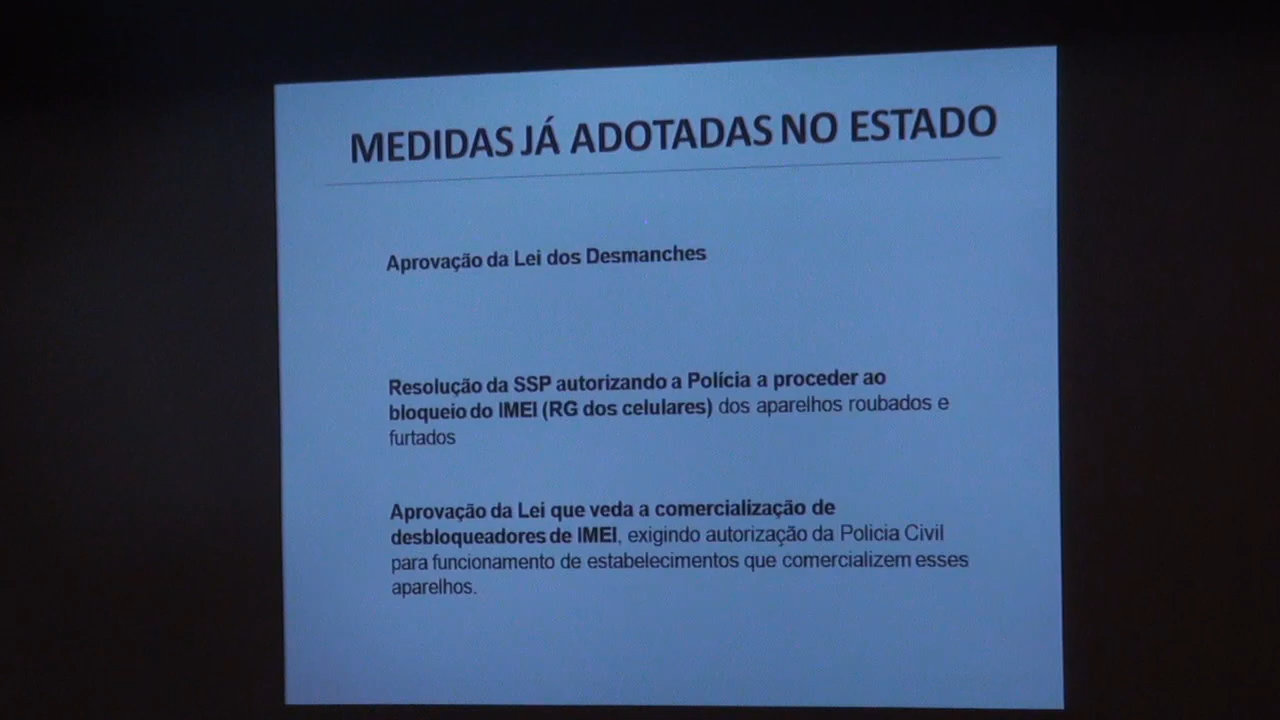 MEDIDAS JÁ ADOTADAS NO ESTADO
Aprovação da Lei dos Desmanches
Resolução da SSP autorizando a Polícia a proceder ao
bloqueio do IMEI (RG dos celulares) dos aparelhos roubados e
furtados
Aprovação da Lei que veda a comercialização de
desbloqueadores de IMEI, exigindo autorização da Policia Civil
para funcionamento de estabelecimentos que comercializem esses
aparelhos.